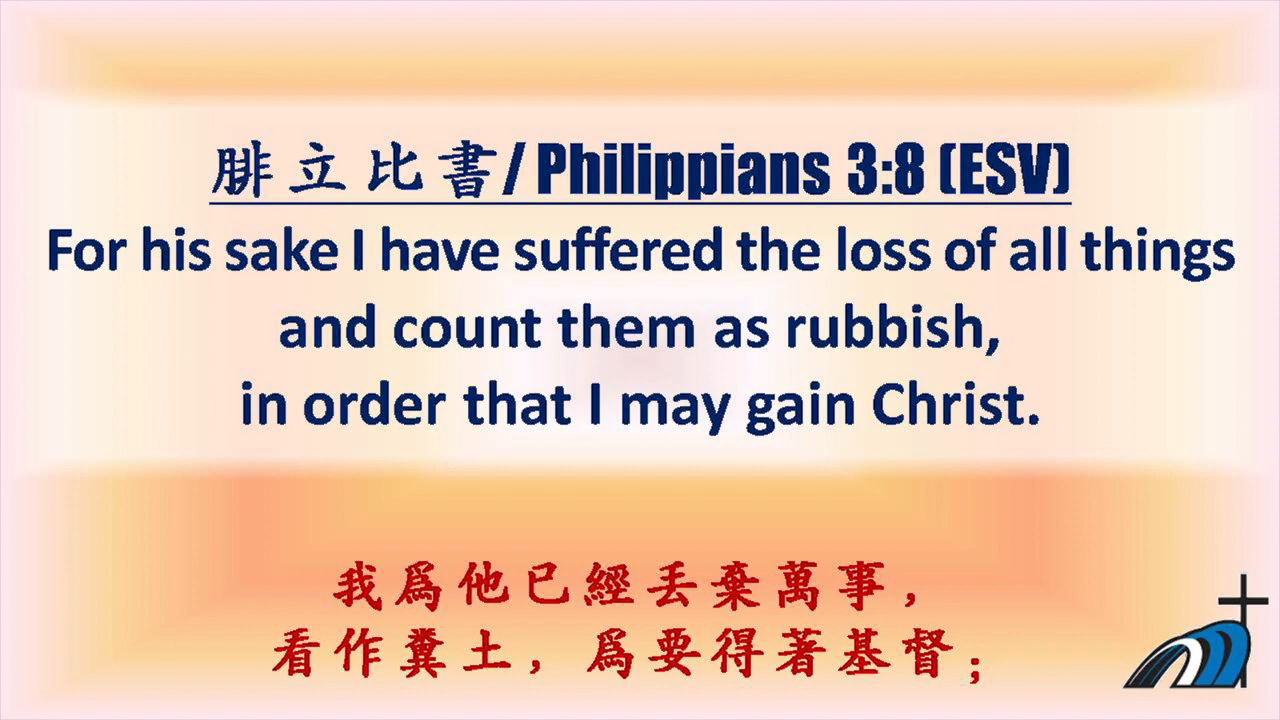 腓立比書/ Philippians 3:8 (ESV)
For his sake I have suffered the loss of all things
and count them as rubbish,
in order that I may gain Christ.
我爲他已經丟棄萬事，
看作糞土，爲要得著基督；